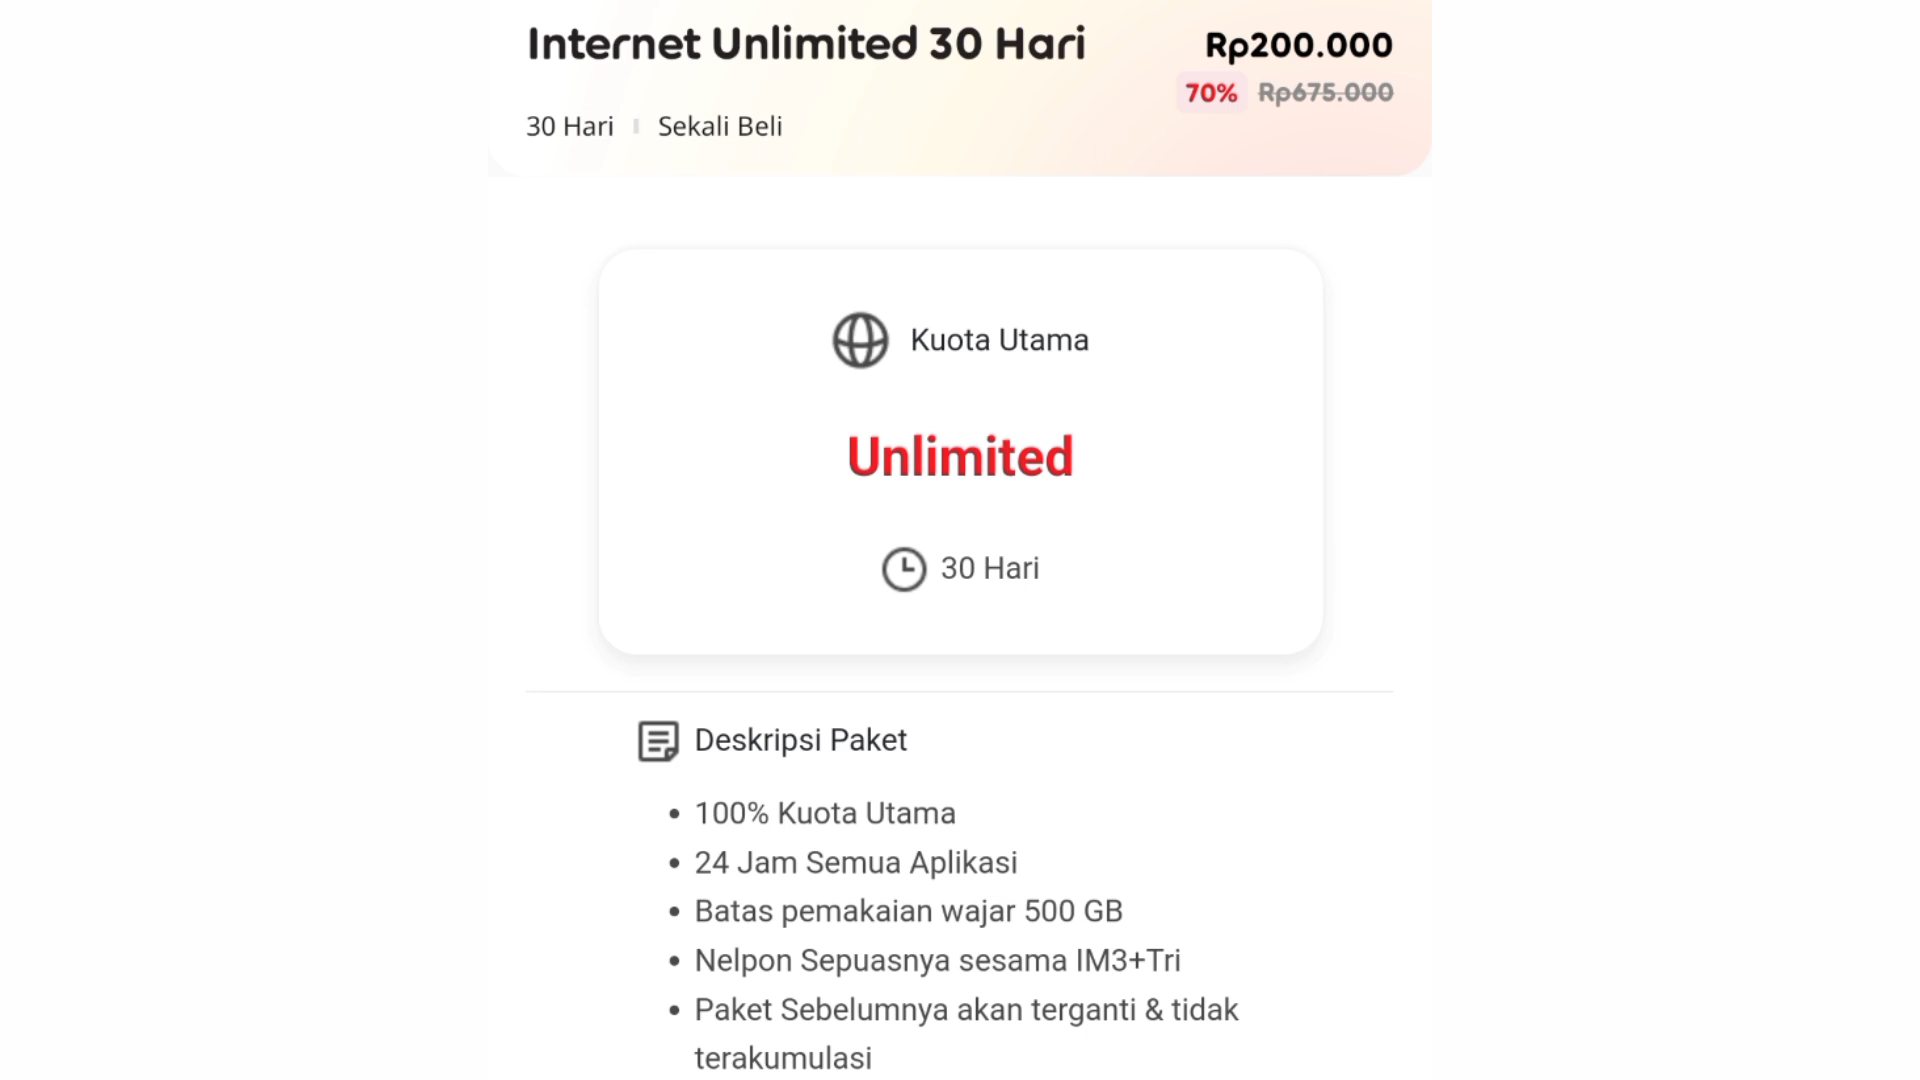 Internet Unlimited 30 Hari
Rp200.000
70% Rp675.000
30 Hari Sekali Beli
Kuota Utama
Unlimited
30 Hari
Deskripsi Paket
• 100% Kuota Utama
• 24 Jam Semua Aplikasi
• Batas pemakaian wajar 500 GB
• Nelpon Sepuasnya sesama IM3+Tri
• Paket Sebelumnya akan terganti & tidak
terakumulasi